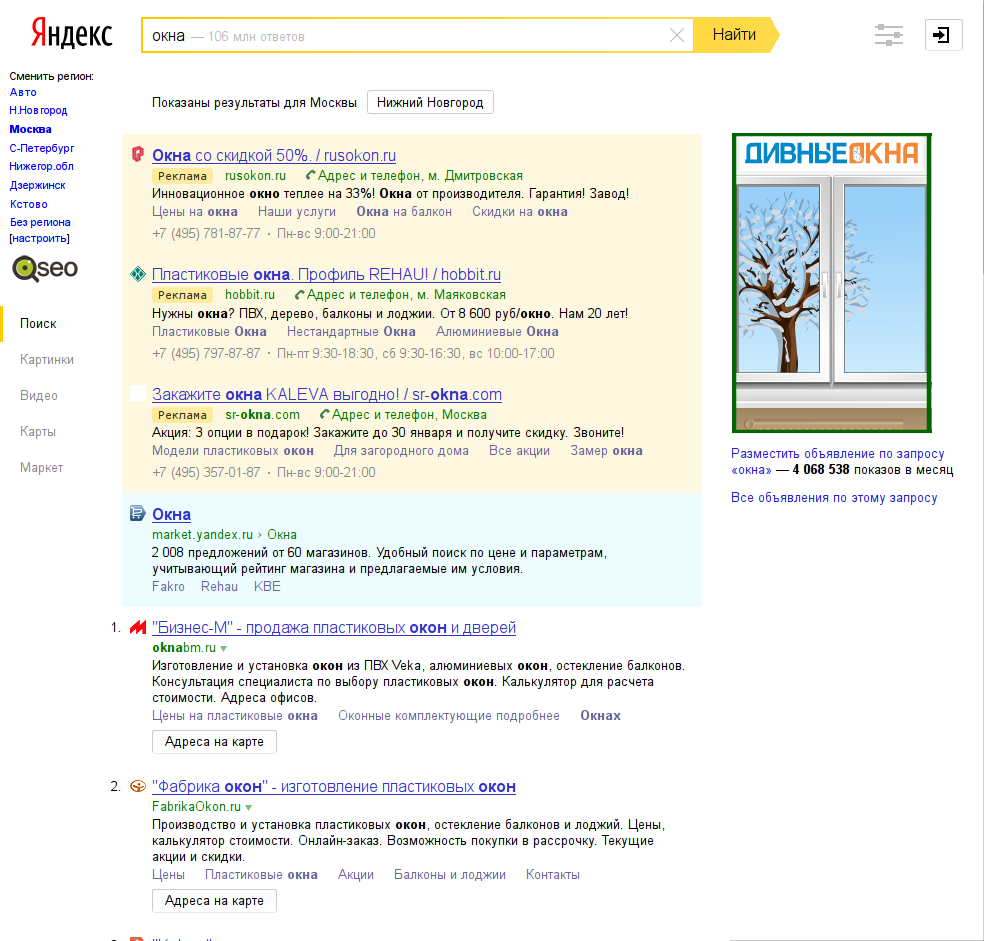 Яндекс
окна — 106 млн ответов
Найти
Сменить регион:
Авто
Н.Новгород
Москва
С-Петербург
Нижегор.обл
Дзержинск
Кстово
Без региона
[настроить]
Qseo
Поиск
Картинки
Видео
Карты
Маркет
Показаны результаты для Москвы Нижний Новгород
Окна со скидкой 50%. / rusokon.ru
Реклама rusokon.ru Адрес и телефон, м. Дмитровская
Инновационное окно теплее на 33%! Окна от производителя. Гарантия! Завод!
Цены на окна Наши услуги Окна на балкон Скидки на окна
+7 (495) 781-87-77 · Пн-вс 9:00-21:00
Пластиковые окна. Профиль REHAU! / hobbit.ru
Реклама hobbit.ru Адрес и телефон, м. Маяковская
Нужны окна? ПВХ, дерево, балконы и лоджии. От 8 600 руб/окно. Нам 20 лет!
Пластиковые Окна Нестандартные Окна Алюминиевые Окна
+7 (495) 797-87-87 · Пн-пт 9:30-18:30, сб 9:30-16:30, вс 10:00-17:00
Закажите окна KALEVA выгодно! / sr-okna.com
Реклама sr-okna.com Адрес и телефон, Москва
Акция: 3 опции в подарок! Закажите до 30 января и получите скидку. Звоните!
Модели пластиковых окон Для загородного дома Все акции Замер окна
+7 (495) 357-01-87 · Пн-вс 9:00-21:00
Окна
market.yandex.ru › Окна
2 008 предложений от 60 магазинов. Удобный поиск по цене и параметрам,
учитывающий рейтинг магазина и предлагаемые им условия.
Fakro Rehau KBE
1. "Бизнес-М" - продажа пластиковых окон и дверей
oknabm.ru
Изготовление и установка окон из ПВХ Veka, алюминиевых окон, остекление балконов.
Консультация специалиста по выбору пластиковых окон. Калькулятор для расчета
стоимости. Адреса офисов.
Цены на пластиковые окна Оконные комплектующие подробнее Окнах
Адреса на карте
2. "Фабрика окон" - изготовление пластиковых окон
FabrikaOkon.ru
Производство и установка пластиковых окон, остекление балконов и лоджий. Цены,
калькулятор стоимости. Онлайн-заказ. Возможность покупки в рассрочку. Текущие
акции и скидки.
Цены Пластиковые окна Акции Балконы и лоджии Контакты
Адреса на карте
ДИВНЫЕ ОКНА
Разместить объявление по запросу
«окна» — 4 068 538 показов в месяц
Все объявления по этому запросу